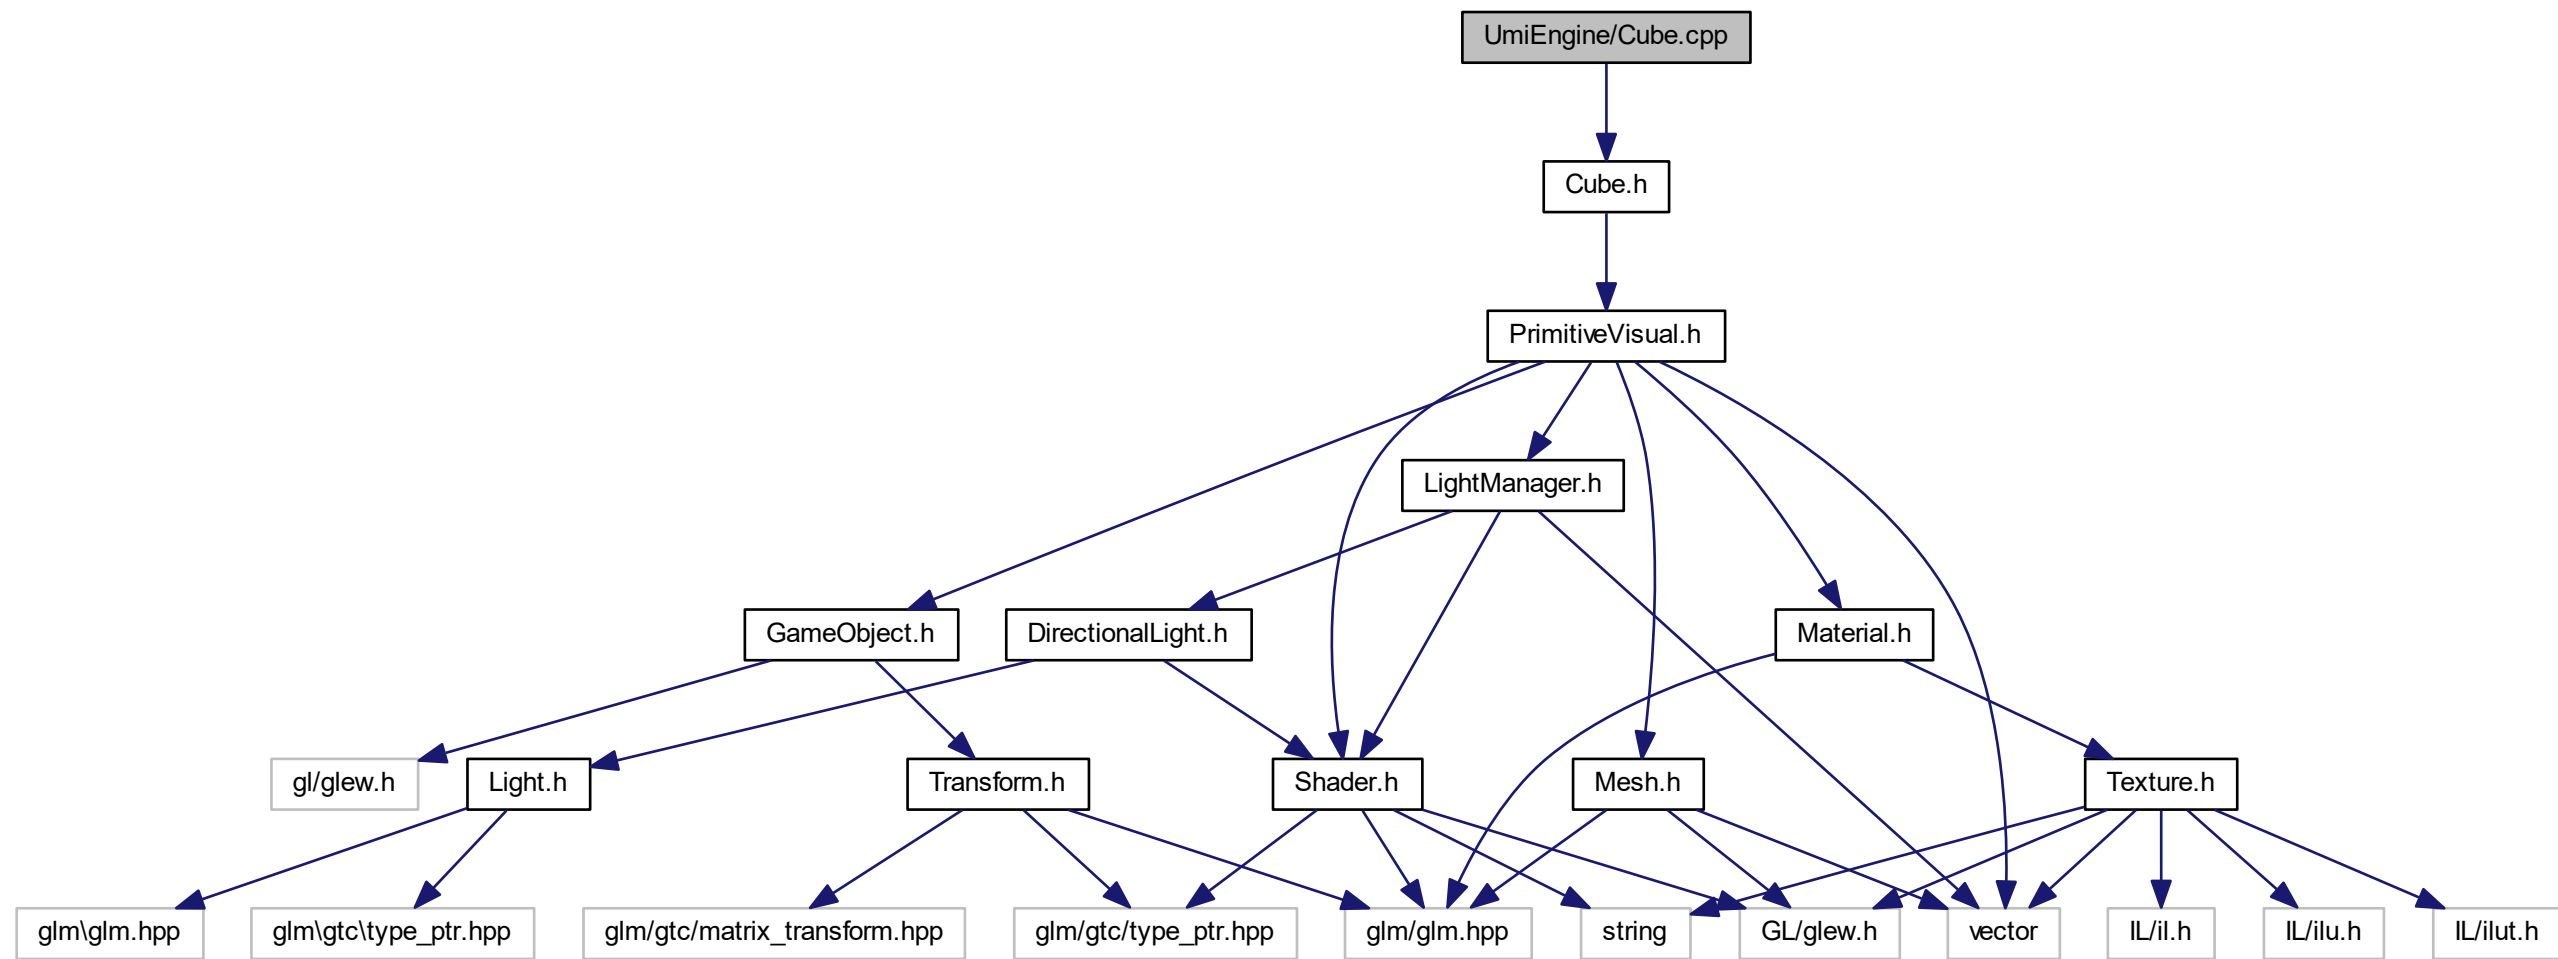 UmiEngine/Cube.cpp
Cube.h
PrimitiveVisual.h
LightManager.h
GameObject.h
DirectionalLight.h
Material.h
gl/glew.h
Light.h
Transform.h
Shader.h
Mesh.h
Texture.h
glm\glm.hpp
glm\gtc\type_ptr.hpp
glm/gtc/matrix_transform.hpp
glm/gtc/type_ptr.hpp
glm/glm.hpp
string
GL/glew.h
vector
IL/il.h
IL/ilu.h
IL/ilut.h